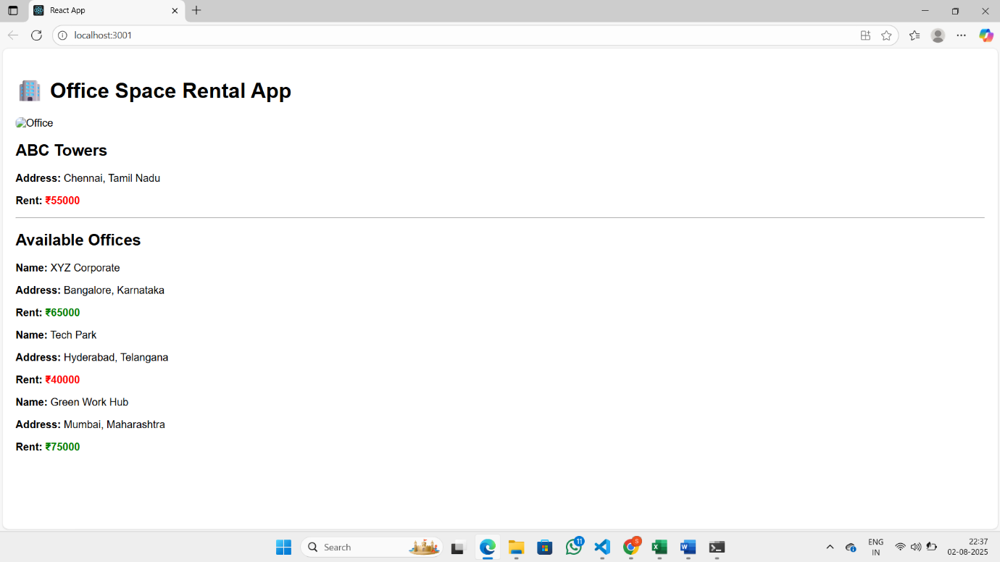 React App
localhost:3001
Office Space Rental App
Office
ABC Towers
Address: Chennai, Tamil Nadu
Rent: ₹55000
Available Offices
Name: XYZ Corporate
Address: Bangalore, Karnataka
Rent: ₹65000
Name: Tech Park
Address: Hyderabad, Telangana
Rent: ₹40000
Name: Green Work Hub
Address: Mumbai, Maharashtra
Rent: ₹75000
Search
11
S
ENG
IN
22:37
02-08-2025